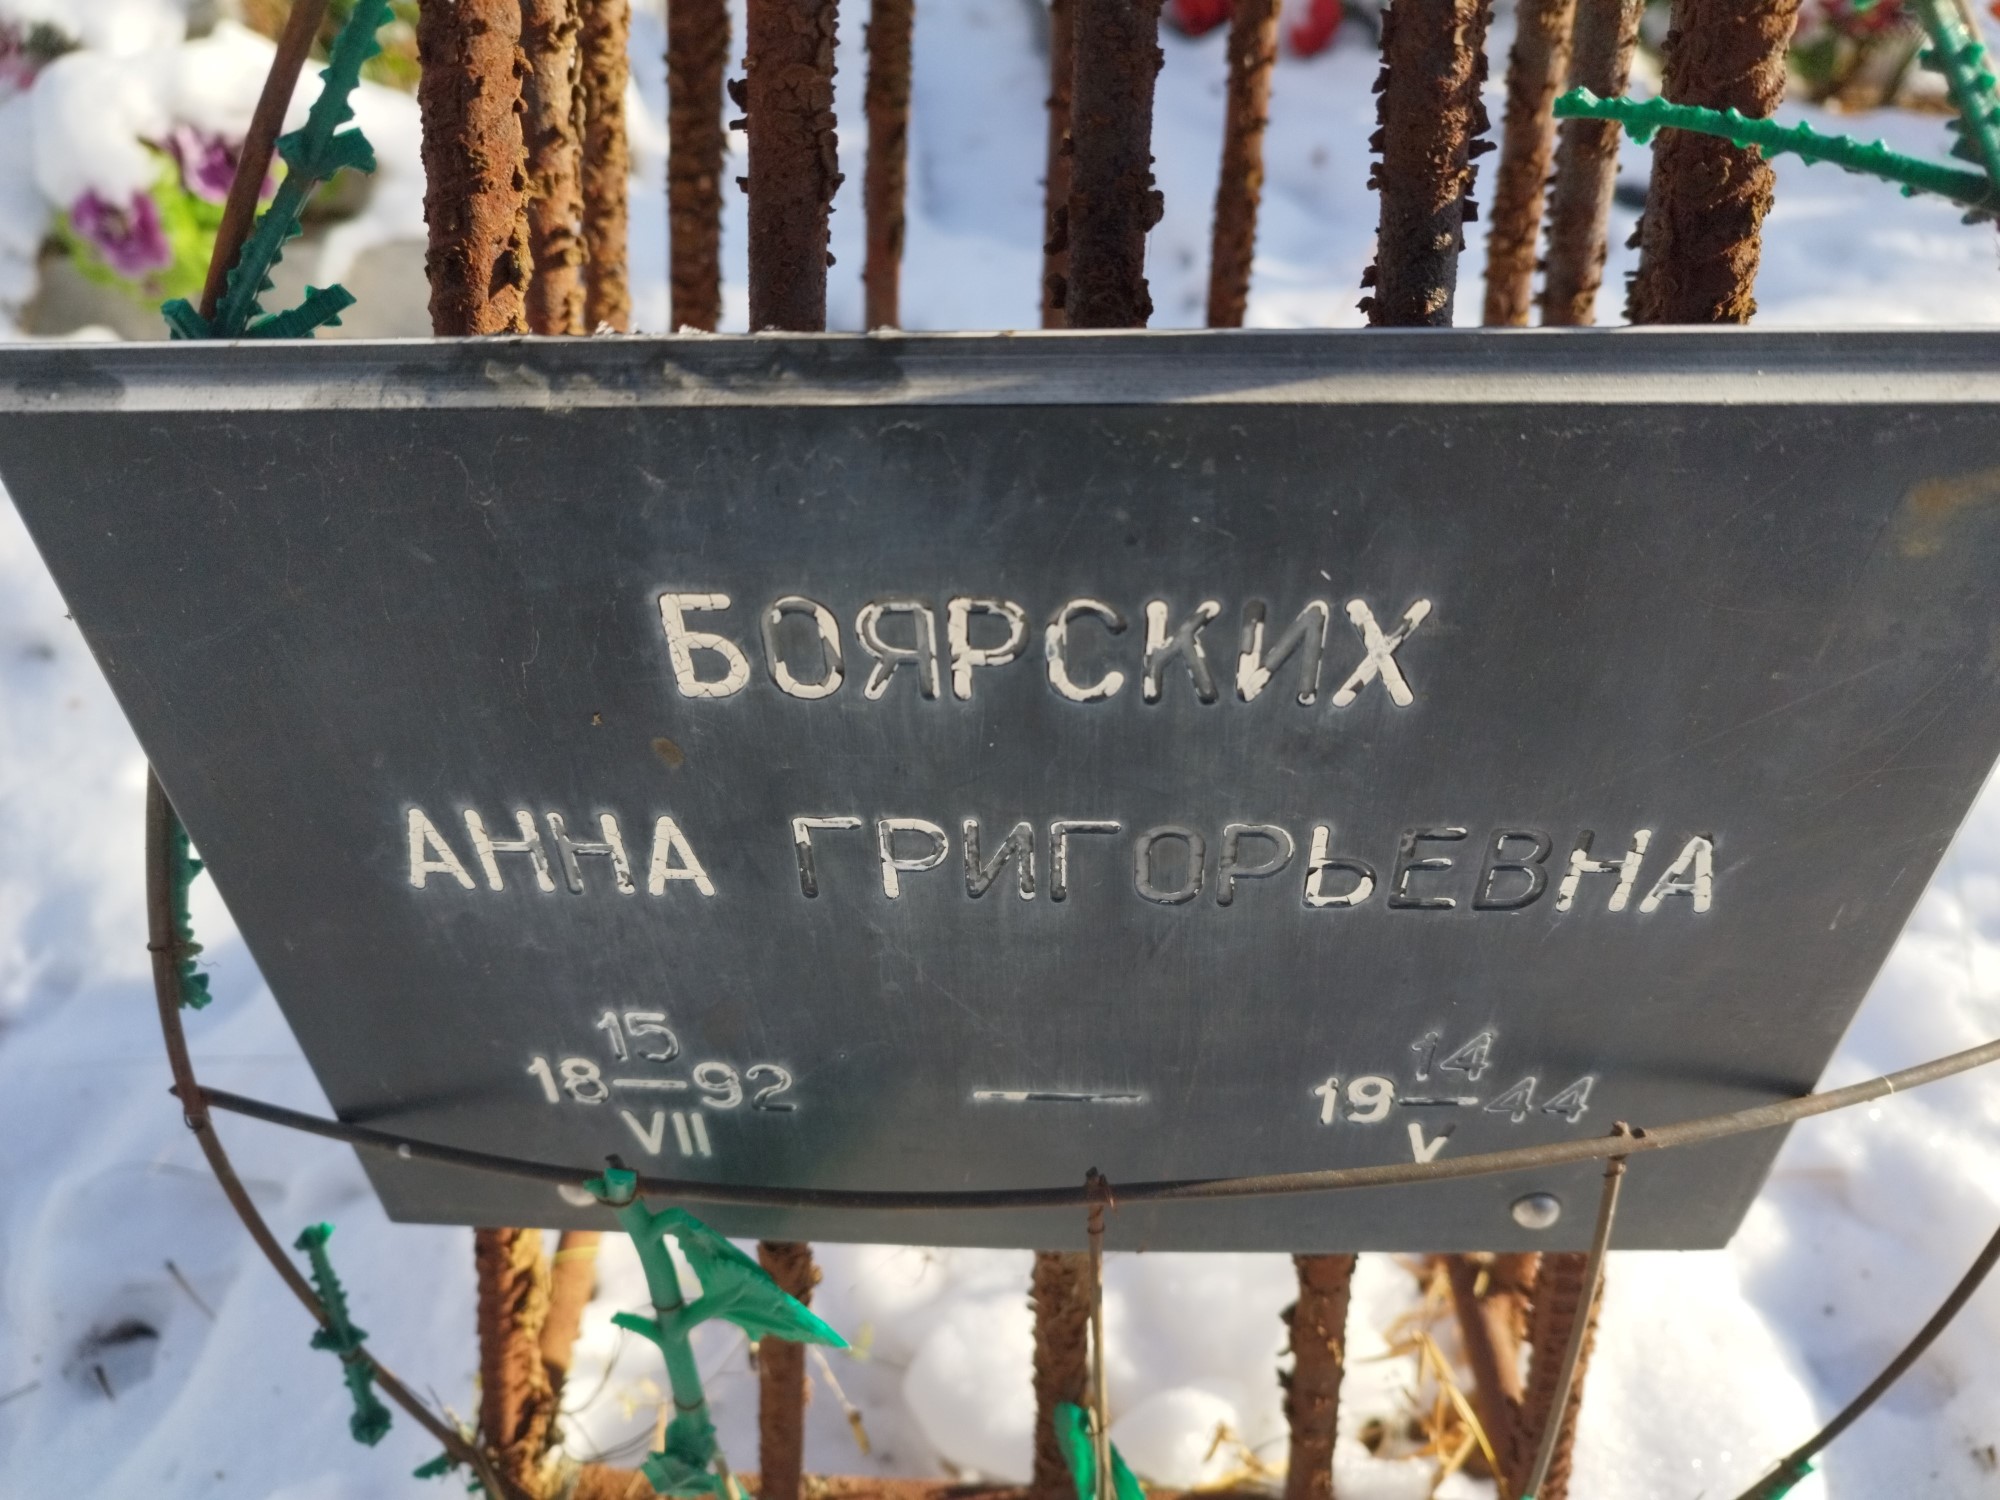 БОЯРСКИХ
АННА ГРИГОРЬЕВНА
18 15/VII 92 — 19 14/V 44